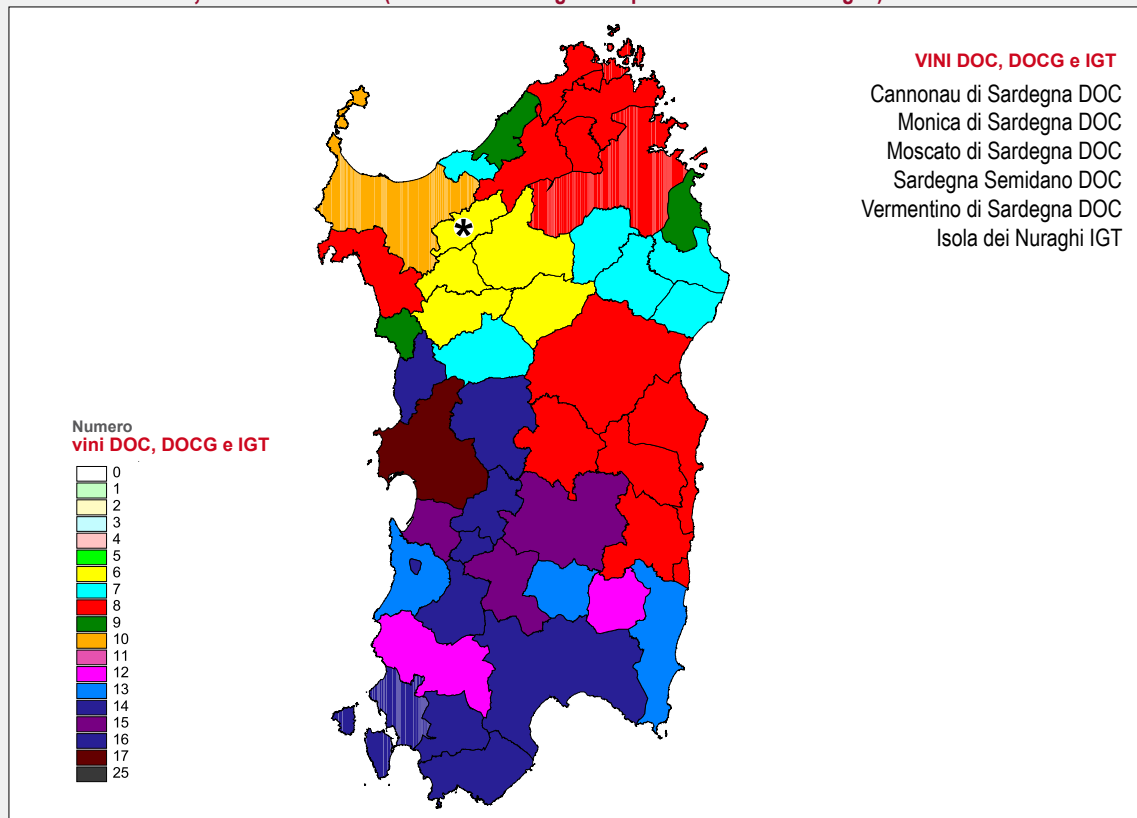 VINI DOC, DOCG e IGT
Cannonau di Sardegna DOC
Monica di Sardegna DOC
Moscato di Sardegna DOC
Sardegna Semidano DOC
Vermentino di Sardegna DOC
Isola dei Nuraghi IGT
*
Numero
vini DOC, DOCG e IGT
0
1
2
3
4
5
6
7
8
9
10
11
12
13
14
15
16
17
25